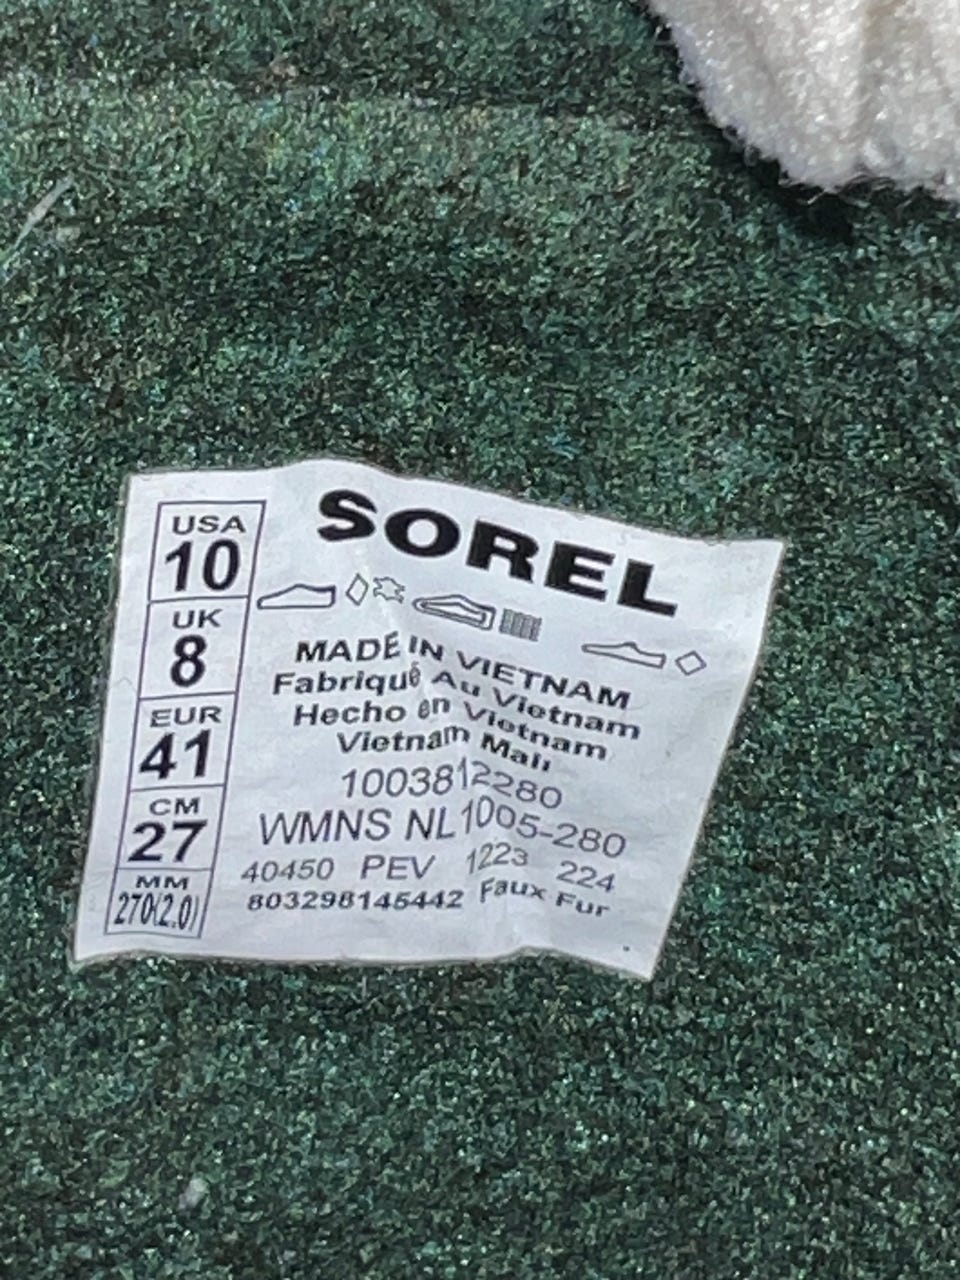 USA
10
UK
8
EUR
41
CM
27
MM
270(2.0)
SOREL
MADE IN VIETNAM
Fabriqué Au Vietnam
Hecho en Vietnam
Vietnam Malı
1003812280
WMNS NL1005-280
40450 PEV 1223 224
803298145442 Faux Fur